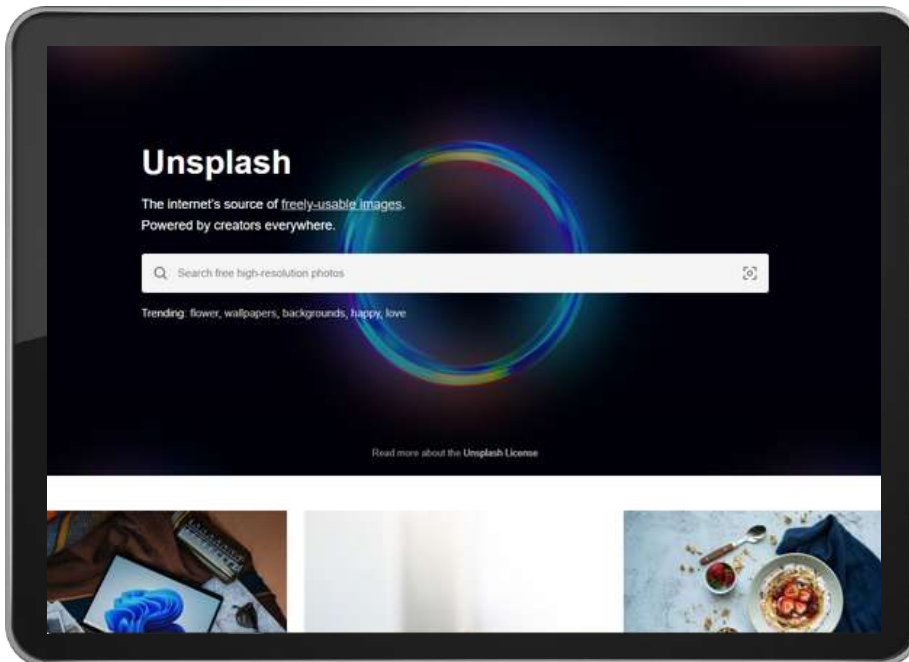 Unsplash
The internet's source of freely-usable images.
Powered by creators everywhere.
Search free high-resolution photos
Trending: flower, wallpapers, backgrounds, happy, love
Read more about the Unsplash License